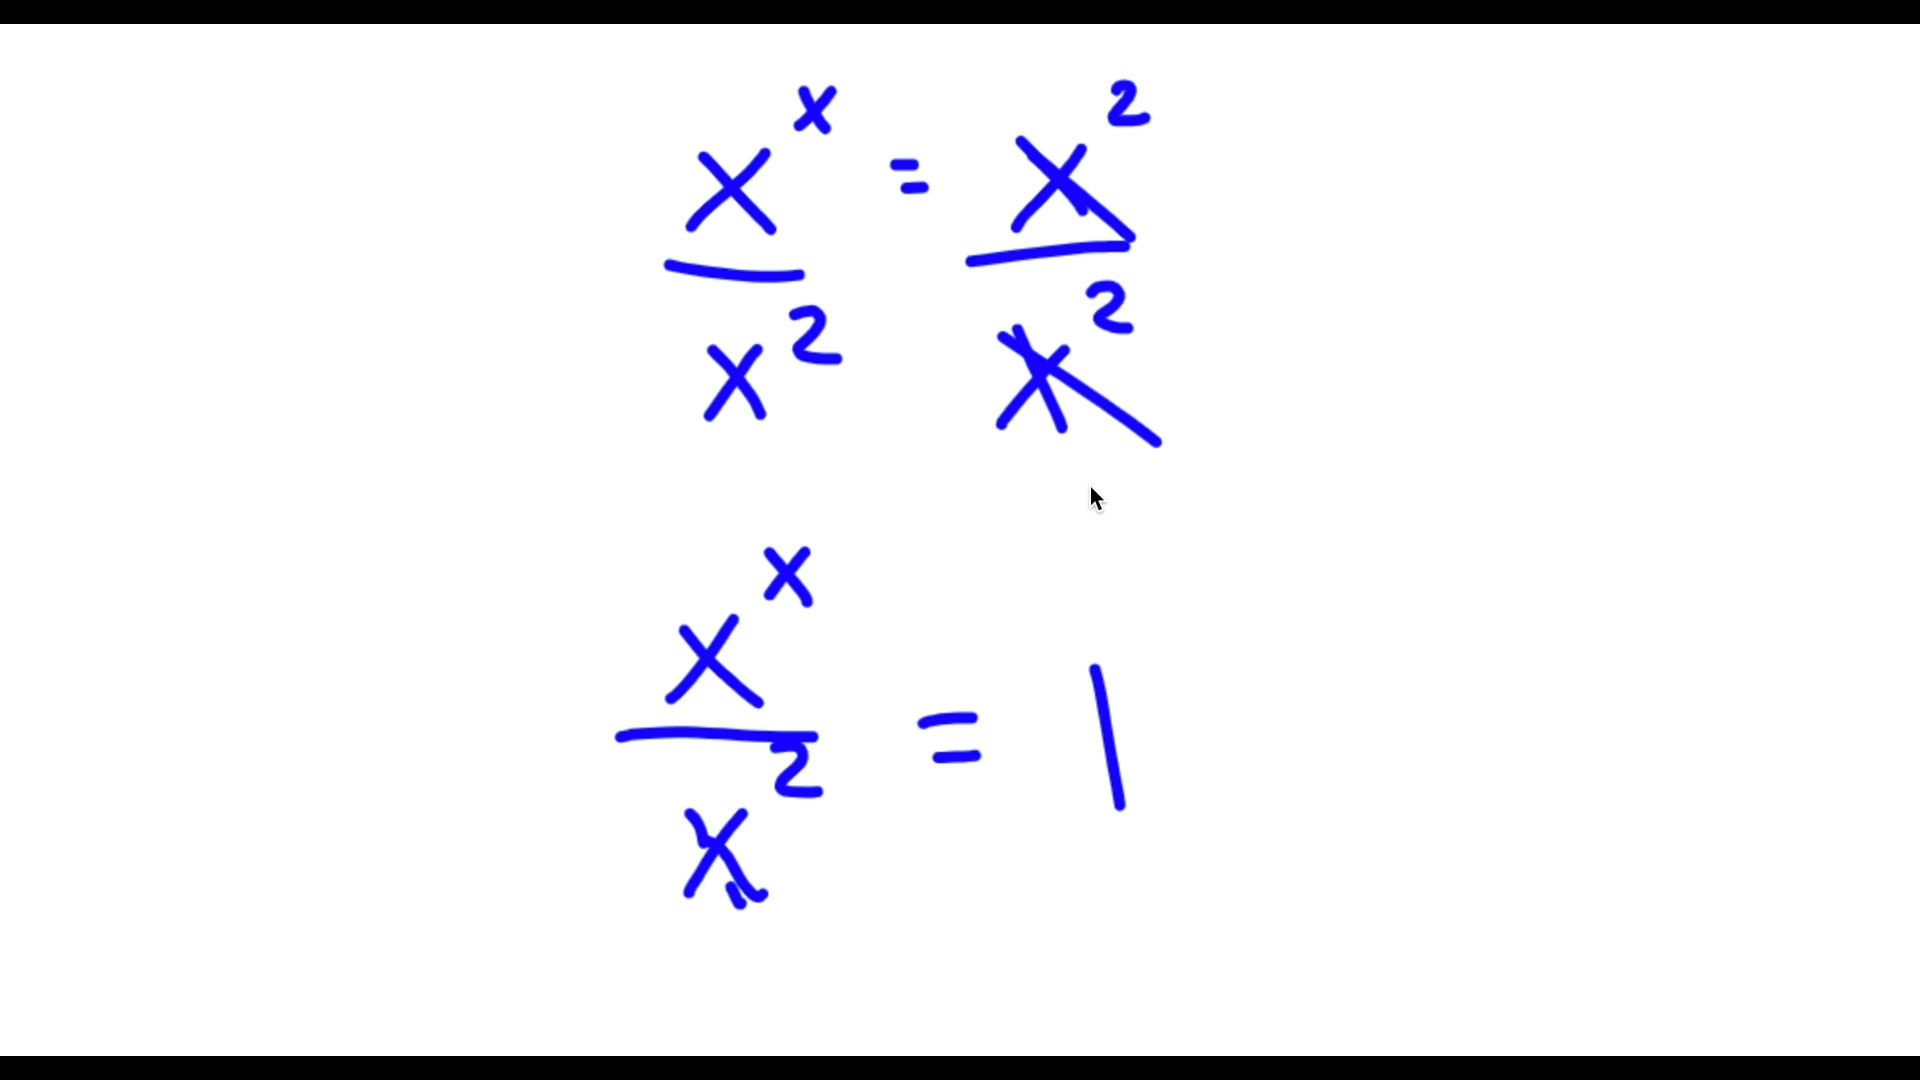 x^x = x^2
x^2 x^2
x^x
x^2 = 1